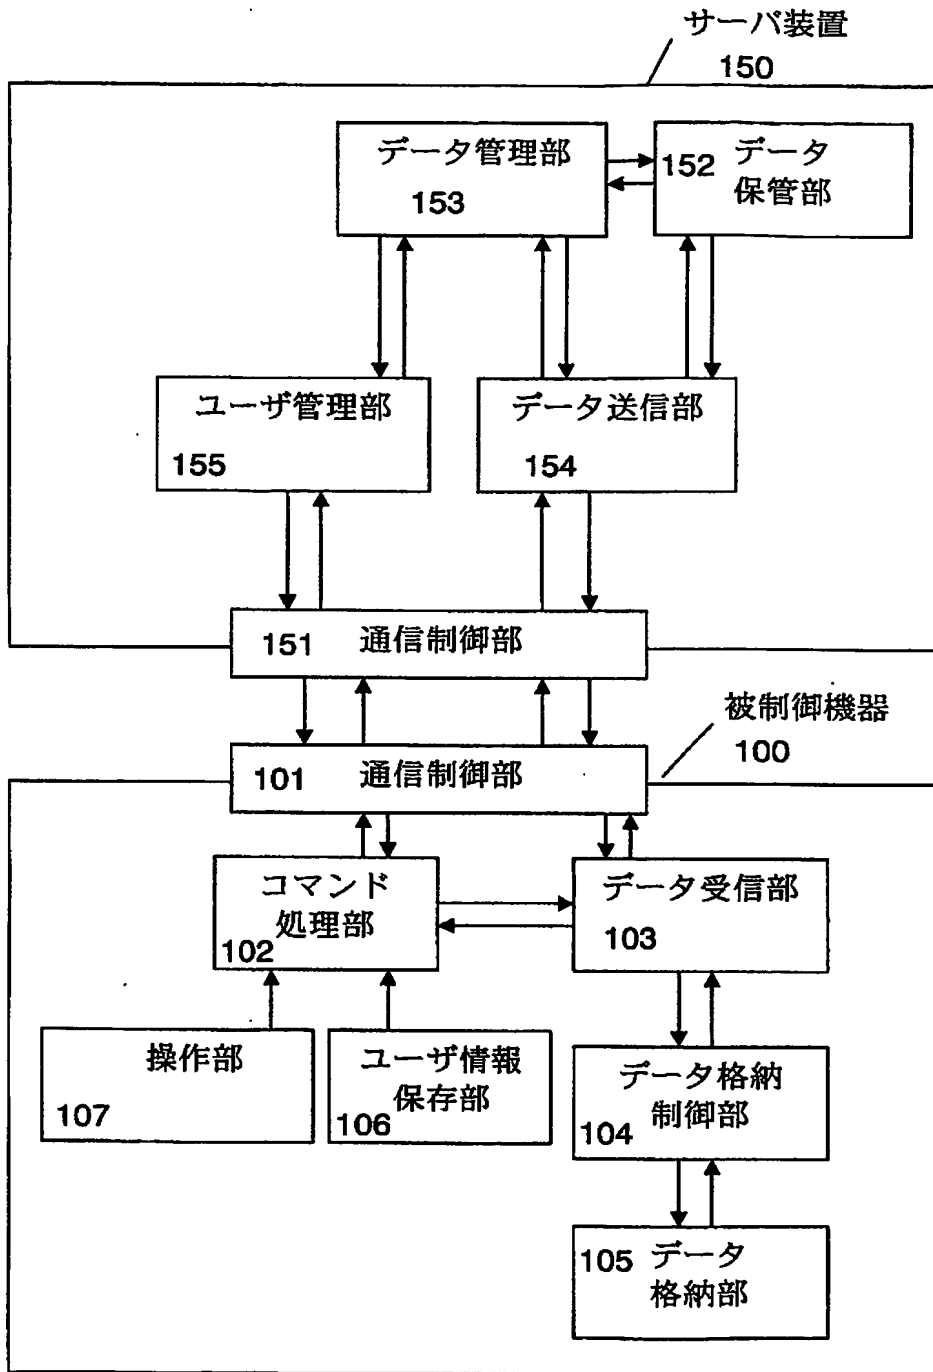 サーバ装置
150
データ管理部
153
152 データ
保管部
ユーザ管理部
155
データ送信部
154
151 通信制御部
被制御機器
100
101 通信制御部
コマンド
処理部
102
データ受信部
103
操作部
107
ユーザ情報
保存部
106
データ格納
制御部
104
105 データ
格納部